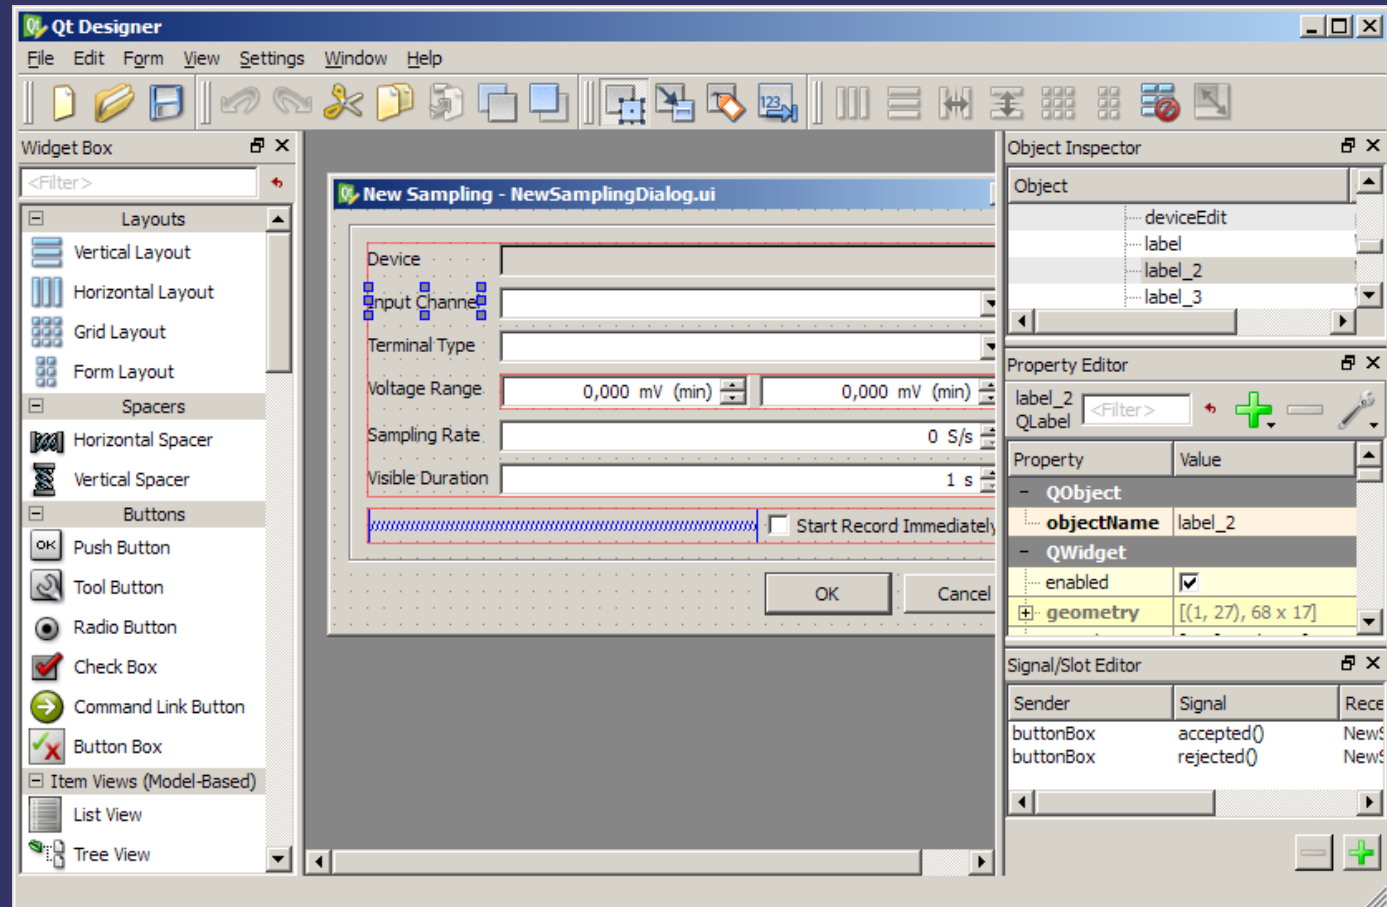 Qt Designer
File Edit Form View Settings Window Help
123
Widget Box
<Filter>
Layouts
Vertical Layout
Horizontal Layout
Grid Layout
Form Layout
Spacers
Horizontal Spacer
Vertical Spacer
Buttons
OK Push Button
Tool Button
Radio Button
Check Box
Command Link Button
Button Box
Item Views (Model-Based)
List View
Tree View
New Sampling - NewSamplingDialog.ui
Device
Input Channel
Terminal Type
Voltage Range 0,000 mV (min) 0,000 mV (min)
Sampling Rate 0 S/s
Visible Duration 1 s
Start Record Immediately
OK Cancel
Object Inspector
Object
deviceEdit
label
label_2
label_3
Property Editor
label_2
QLabel
<Filter>
Property Value
QObject
objectName label_2
QWidget
enabled
geometry [(1, 27), 68 x 17]
Signal/Slot Editor
Sender Signal Rece
buttonBox accepted() NewS
buttonBox rejected() NewS